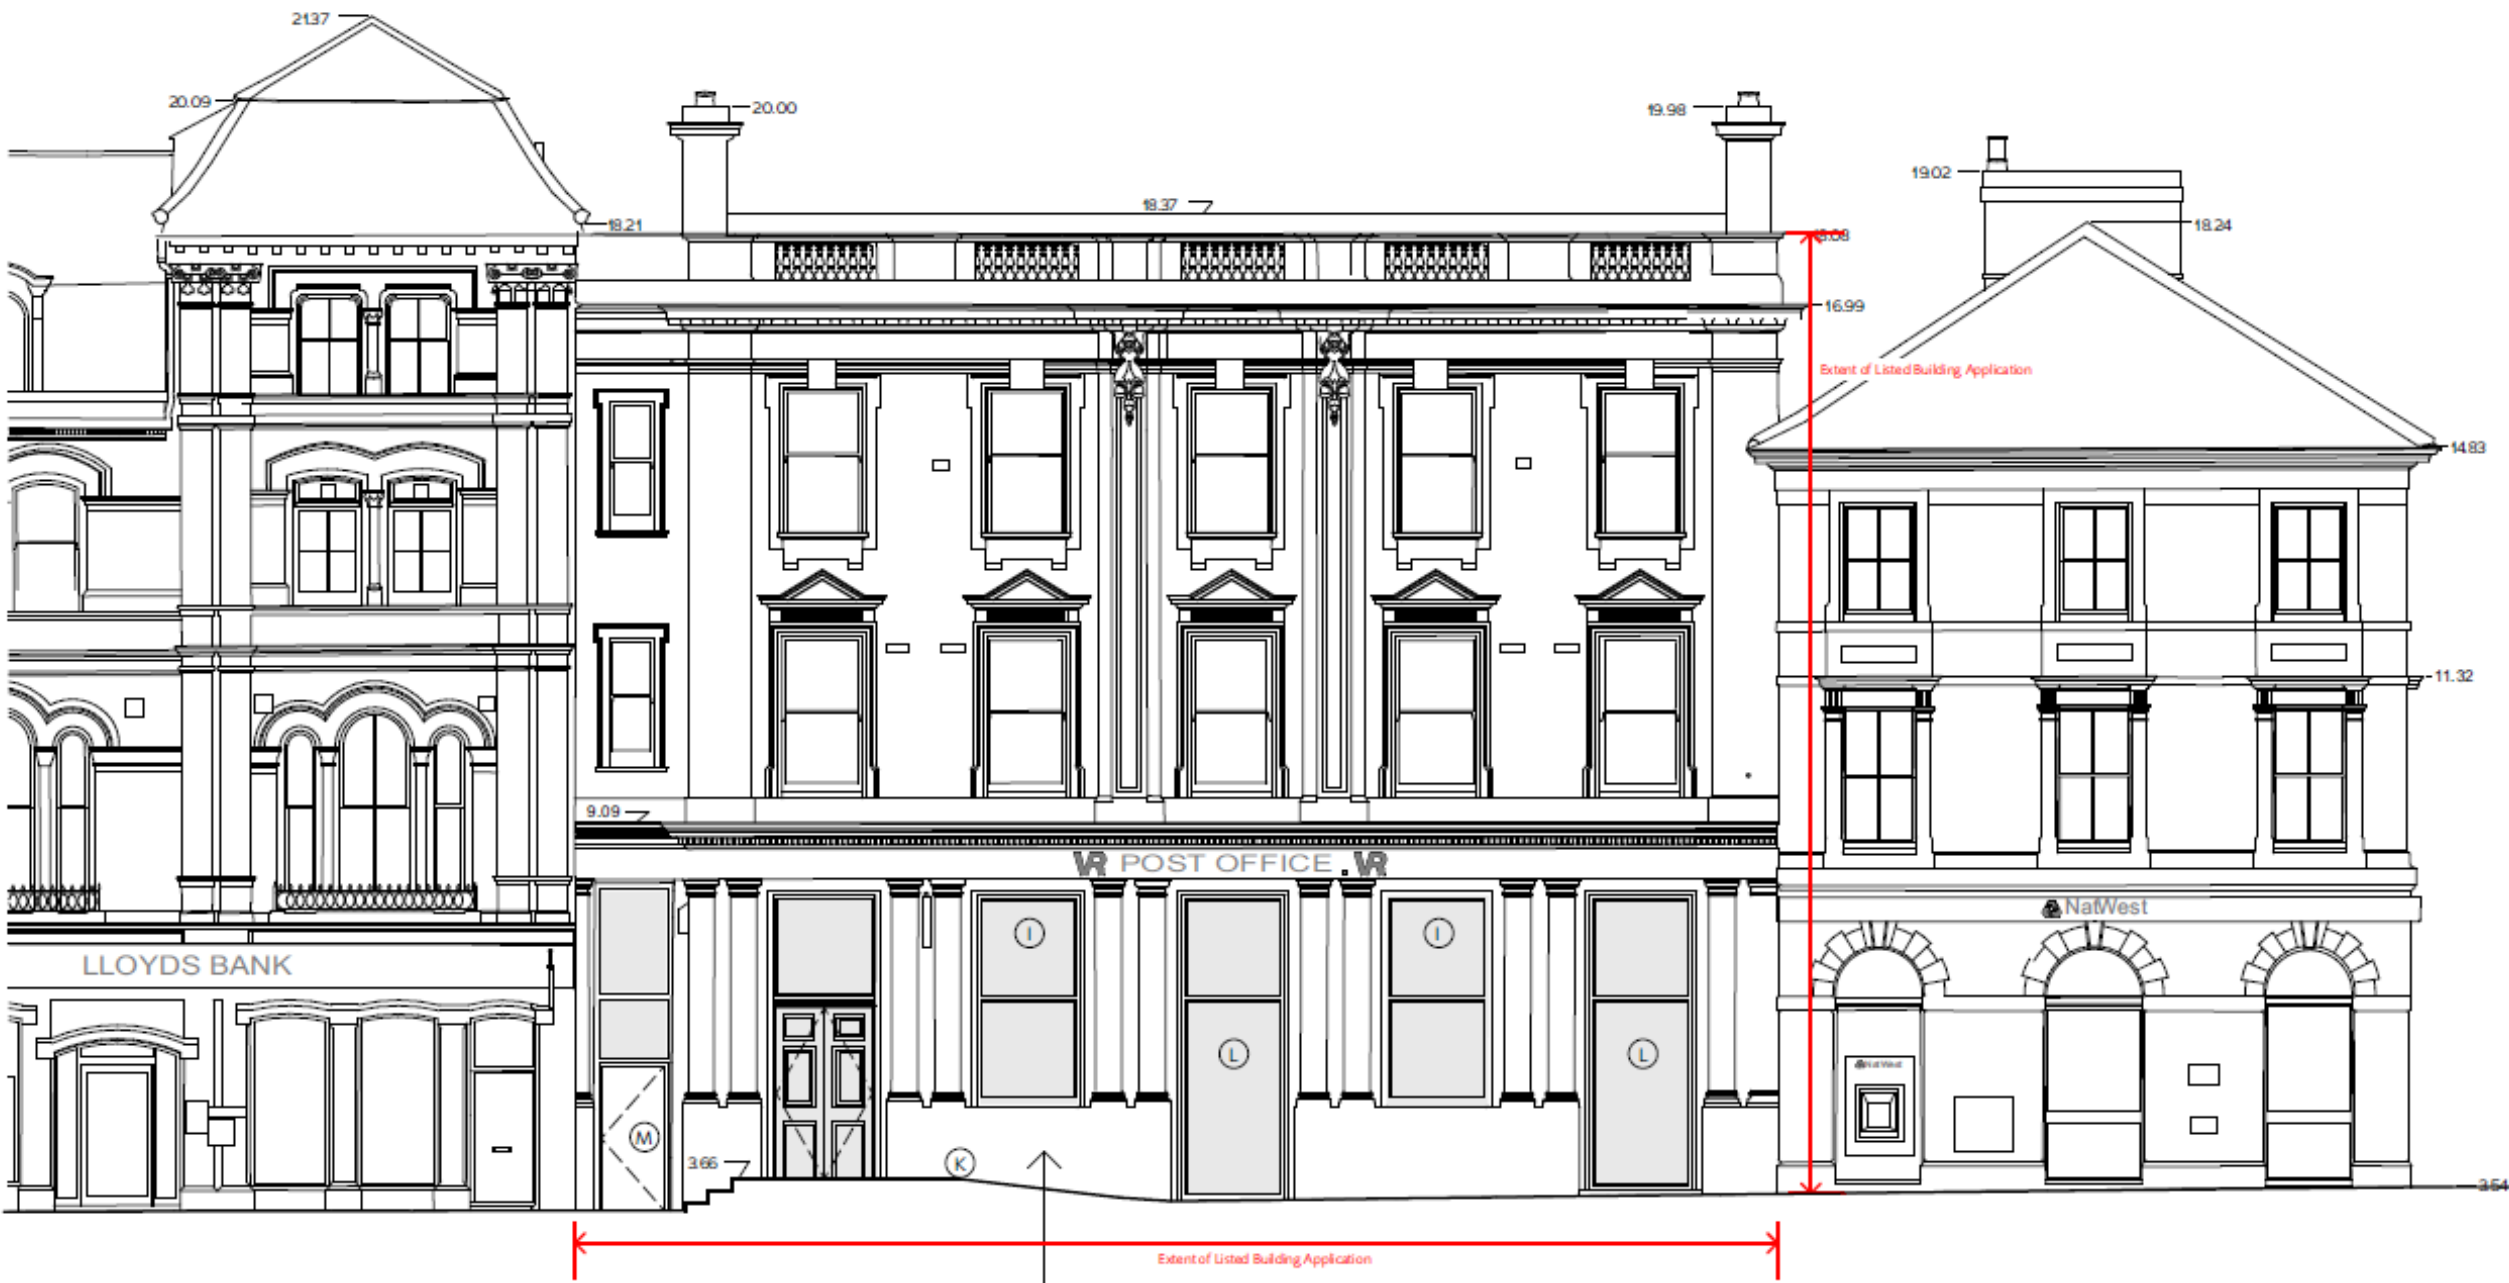 21.37
20.09
20.00
19.98
19.02
18.37
18.21
18.24
16.99
Extent of Listed Building Application
14.83
11.32
9.09
VR POST OFFICE . VR
NatWest
LLOYDS BANK
I
I
L
L
NatWest
M
K
3.66
3.54
Extent of Listed Building Application